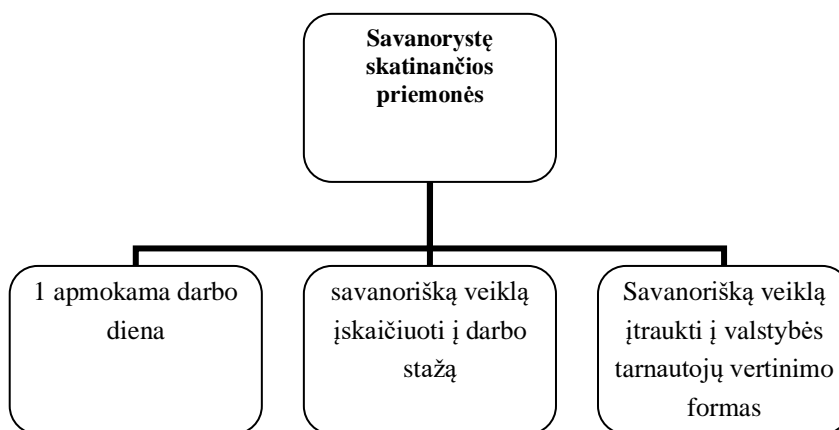 Savanorystę
skatinančios
priemonės
1 apmokama darbo
diena
savanorišką veiklą
įskaičiuoti į darbo
stažą
Savanorišką veiklą
įtraukti į valstybės
tarnautojų vertinimo
formas